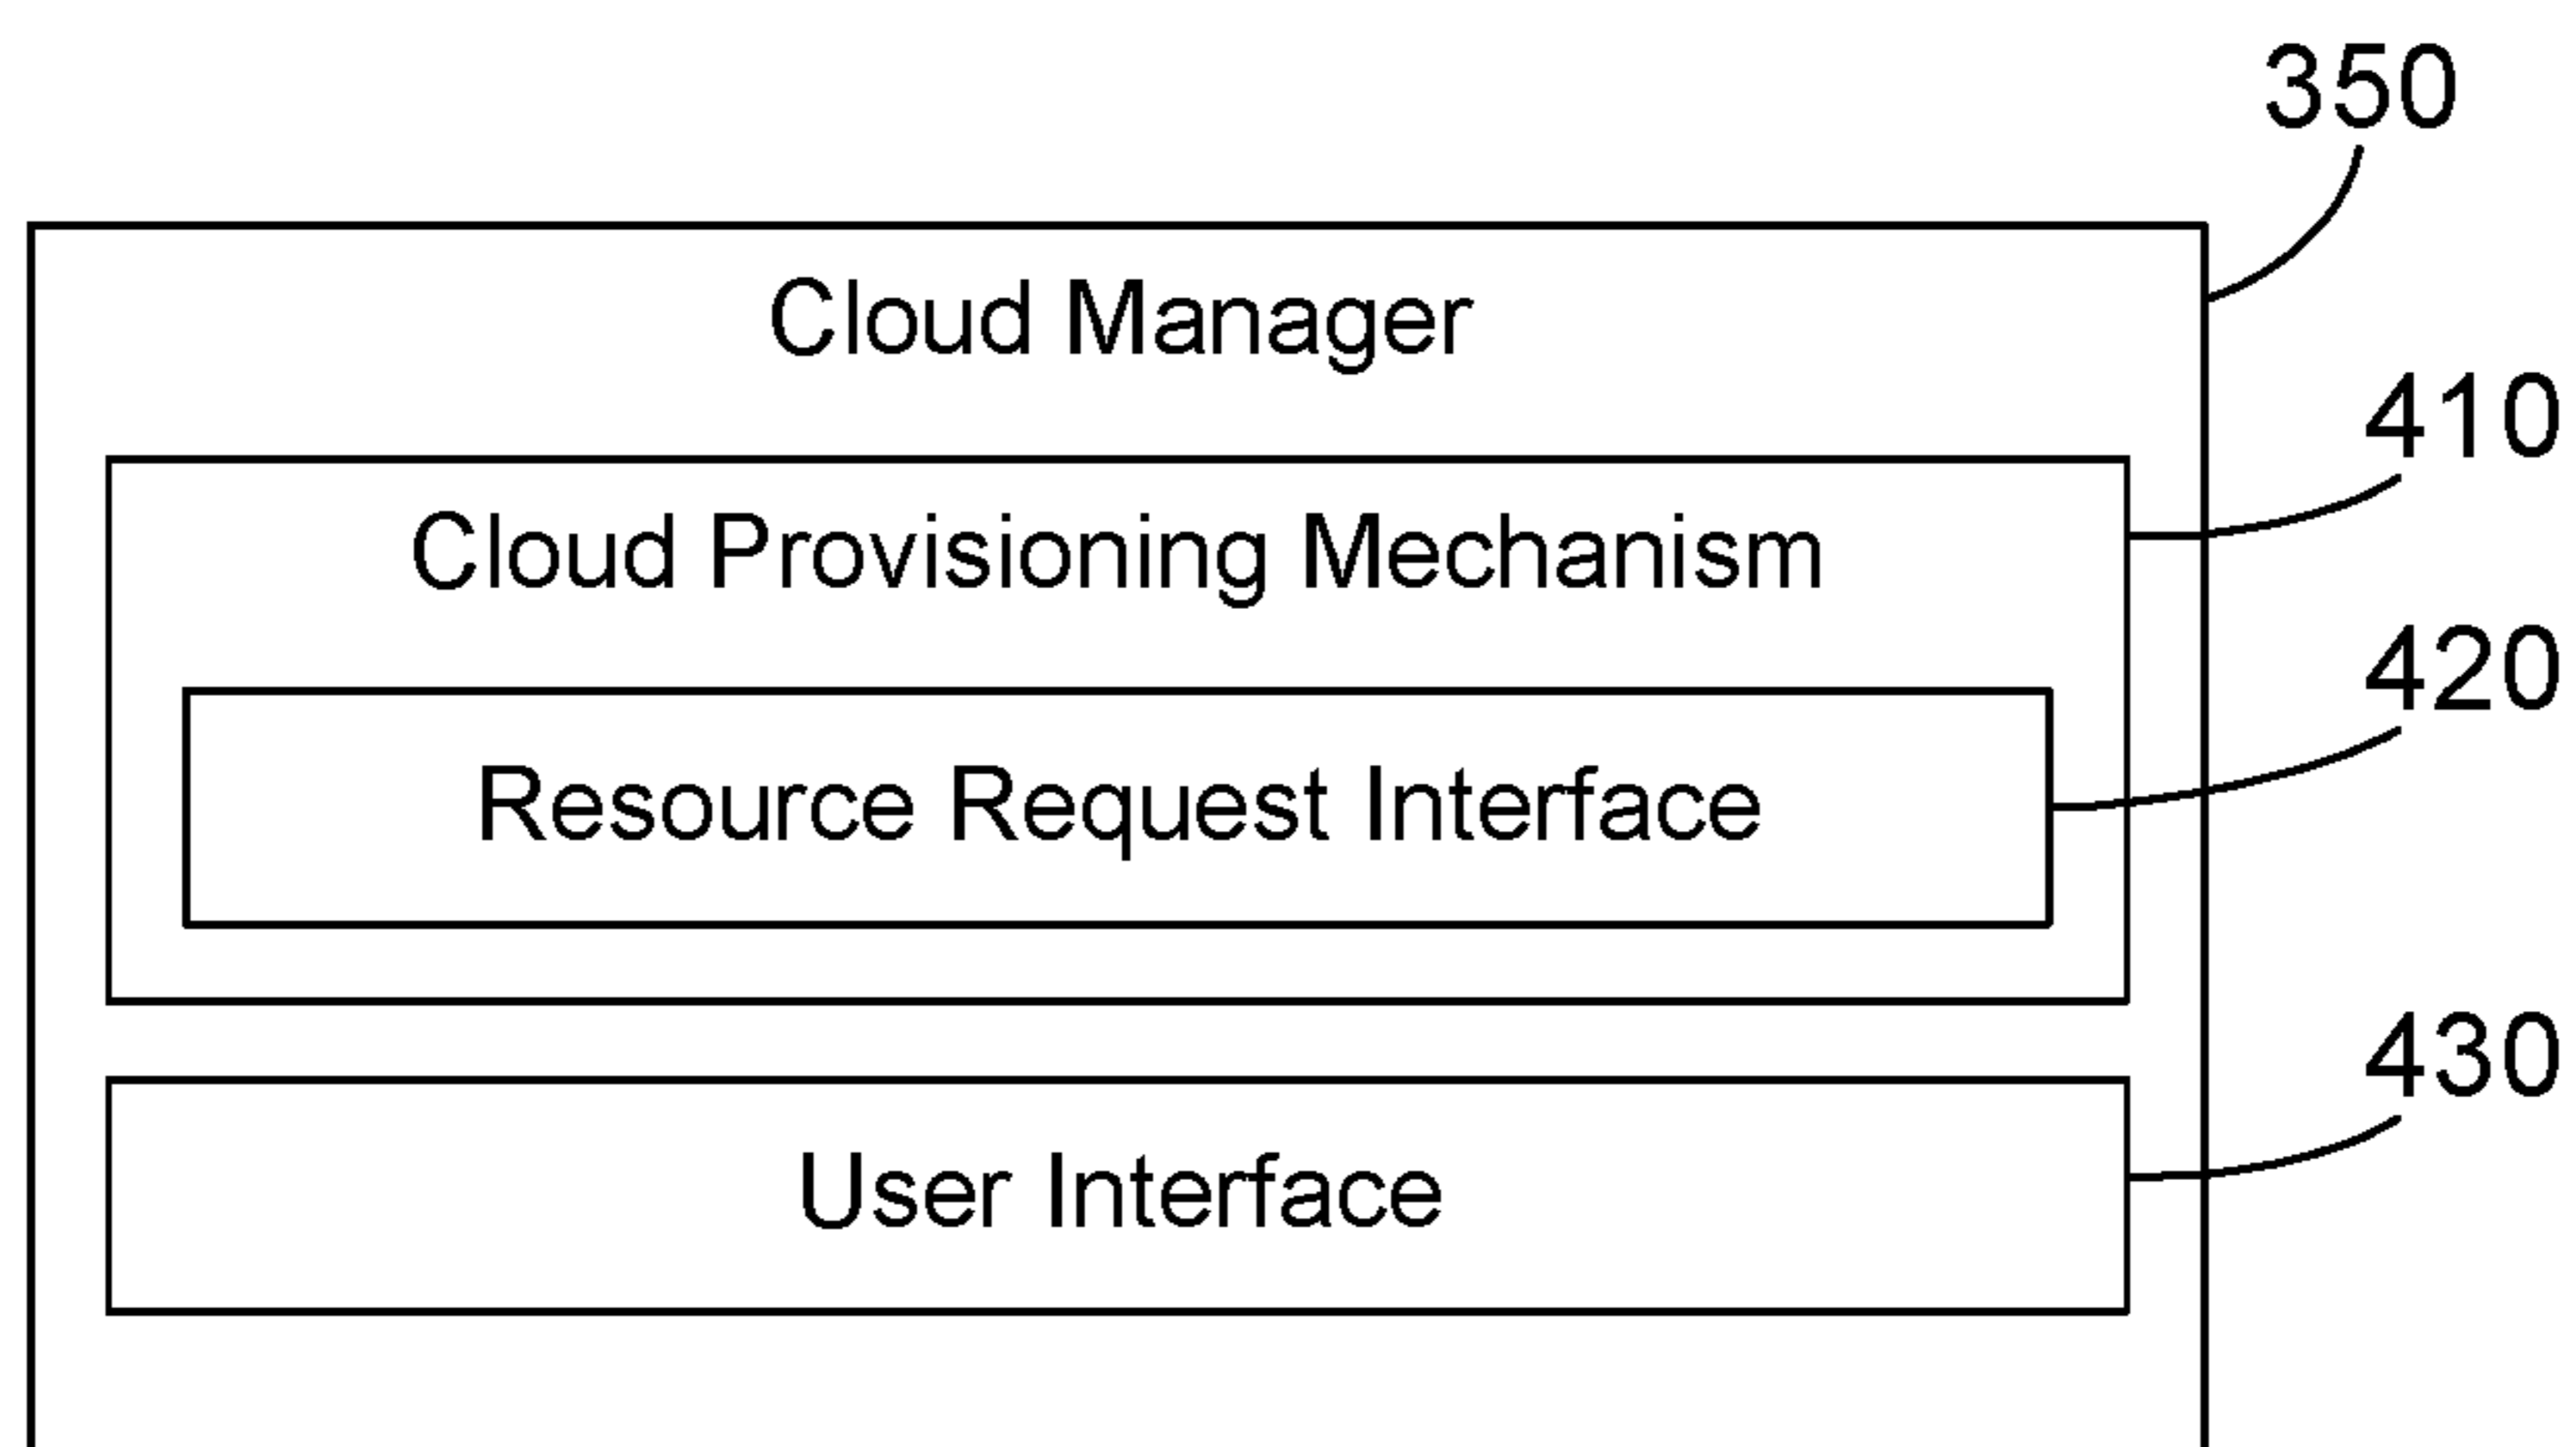 350
Cloud Manager
410
Cloud Provisioning Mechanism
420
Resource Request Interface
430
User Interface